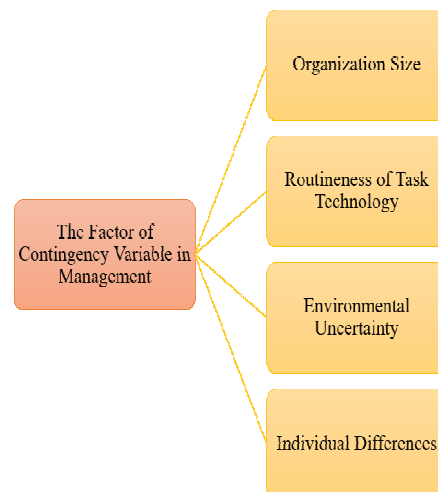 The Factor of
Contingency Variable in
Management
Organization Size
Routineness of Task
Technology
Environmental
Uncertainty
Individual Differences